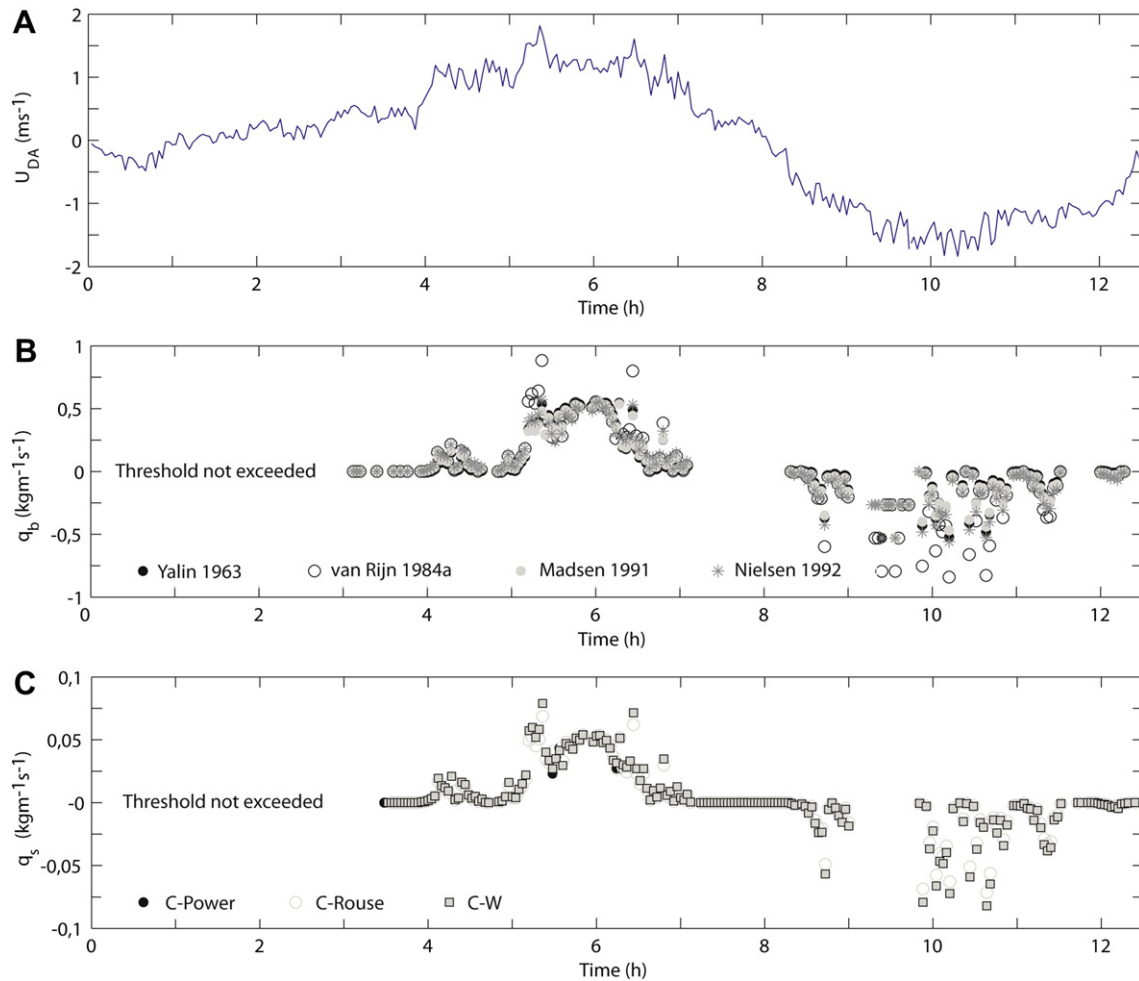 A
2
1
0
-1
-2
U_DA (ms⁻¹)
0 2 4 6 8 10 12
Time (h)
B
1
0,5
0
-0,5
-1
q_b (kgm⁻¹s⁻¹)
Threshold not exceeded
Yalin 1963 van Rijn 1984a Madsen 1991 Nielsen 1992
0 2 4 6 8 10 12
Time (h)
C
0,1
0,05
-0
-0,05
-0,1
q_s (kgm⁻¹s⁻¹)
Threshold not exceeded
C-Power C-Rouse C-W
0 2 4 6 8 10 12
Time (h)